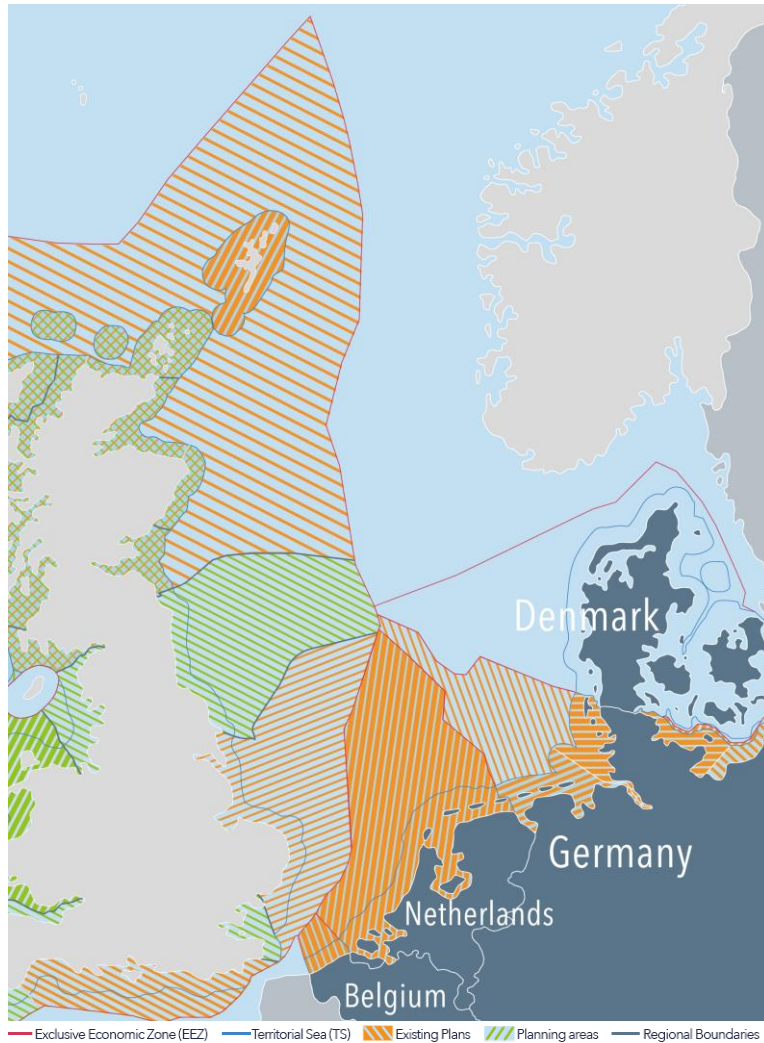 Denmark
Germany
Netherlands
Belgium
Exclusive Economic Zone (EEZ) Territorial Sea (TS) Existing Plans Planning areas Regional Boundaries